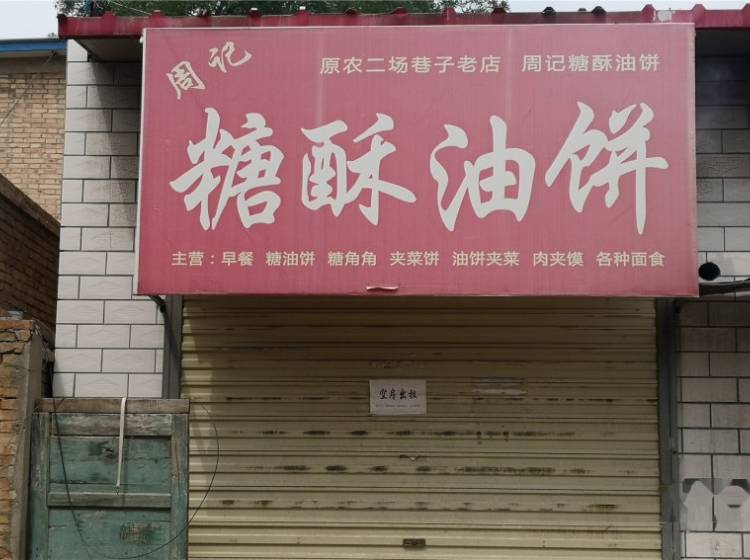 周记
原农二场巷子老店 周记糖酥油饼
糖酥油饼
主营：早餐 糖油饼 糖角角 夹菜饼 油饼夹菜 肉夹馍 各种面食
空房出租